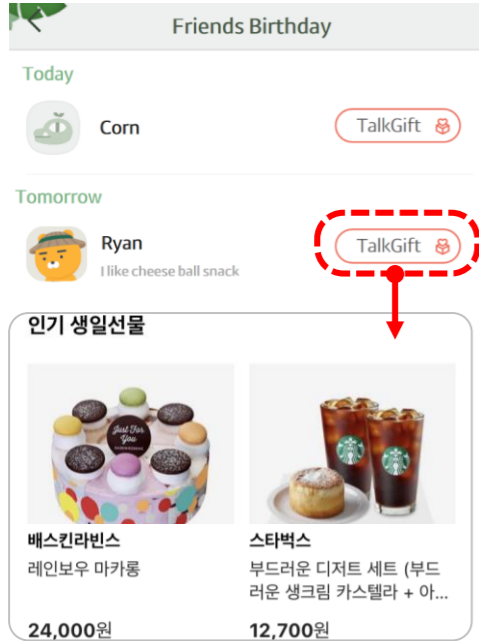 Friends Birthday
Today
Corn
TalkGift
Tomorrow
Ryan
TalkGift
I like cheese ball snack
인기 생일선물
Just For You
배스킨라빈스
레인보우 마카롱
24,000원
스타벅스
부드러운 디저트 세트 (부드
러운 생크림 카스텔라 + 아...
12,700원